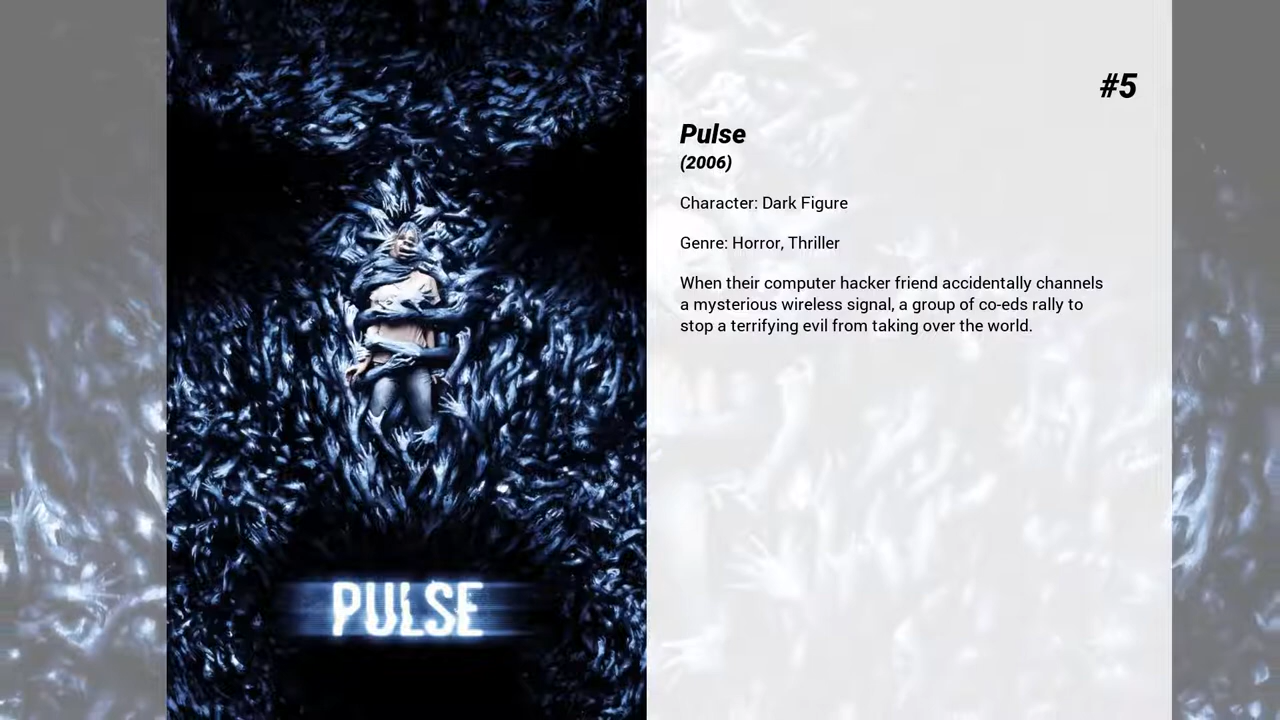 PULSE
#5
Pulse
(2006)
Character: Dark Figure
Genre: Horror, Thriller
When their computer hacker friend accidentally channels
a mysterious wireless signal, a group of co-eds rally to
stop a terrifying evil from taking over the world.